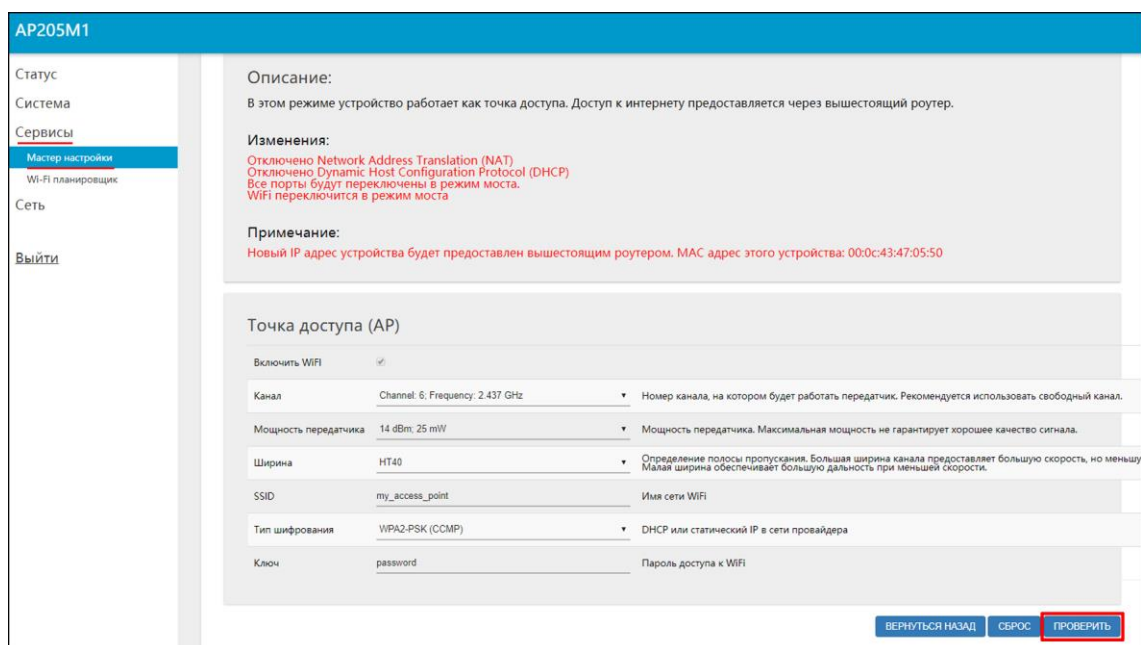 AP205M1
Статус
Система
Сервисы
Мастер настройки
Wi-Fi планировщик
Сеть
Выйти
Описание:
В этом режиме устройство работает как точка доступа. Доступ к интернету предоставляется через вышестоящий роутер.
Изменения:
Отключено Network Address Translation (NAT)
Отключено Dynamic Host Configuration Protocol (DHCP)
Все порты будут переключены в режим моста.
WiFi переключится в режим моста
Примечание:
Новый IP адрес устройства будет предоставлен вышестоящим роутером. MAC адрес этого устройства: 00:0c:43:47:05:50
Точка доступа (AP)
Включить WiFi
Канал Channel: 6; Frequency: 2.437 GHz Номер канала, на котором будет работать передатчик. Рекомендуется использовать свободный канал.
Мощность передатчика 14 dBm; 25 mW Мощность передатчика. Максимальная мощность не гарантирует хорошее качество сигнала.
Ширина HT40 Определение полосы пропускания. Большая ширина канала предоставляет большую скорость, но меньшу
Малая ширина обеспечивает большую дальность при меньшей скорости.
SSID my_access_point Имя сети WiFi
Тип шифрования WPA2-PSK (CCMP) DHCP или статический IP в сети провайдера
Ключ password Пароль доступа к WiFi
ВЕРНУТЬСЯ НАЗАД СБРОС ПРОВЕРИТЬ